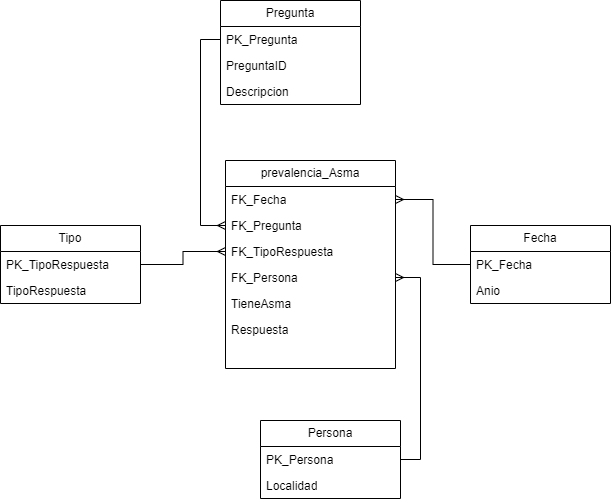 Pregunta
PK_Pregunta
PreguntaID
Descripcion
prevalencia_Asma
FK_Fecha
FK_Pregunta
FK_TipoRespuesta
FK_Persona
TieneAsma
Respuesta
Tipo
PK_TipoRespuesta
TipoRespuesta
Fecha
PK_Fecha
Anio
Persona
PK_Persona
Localidad